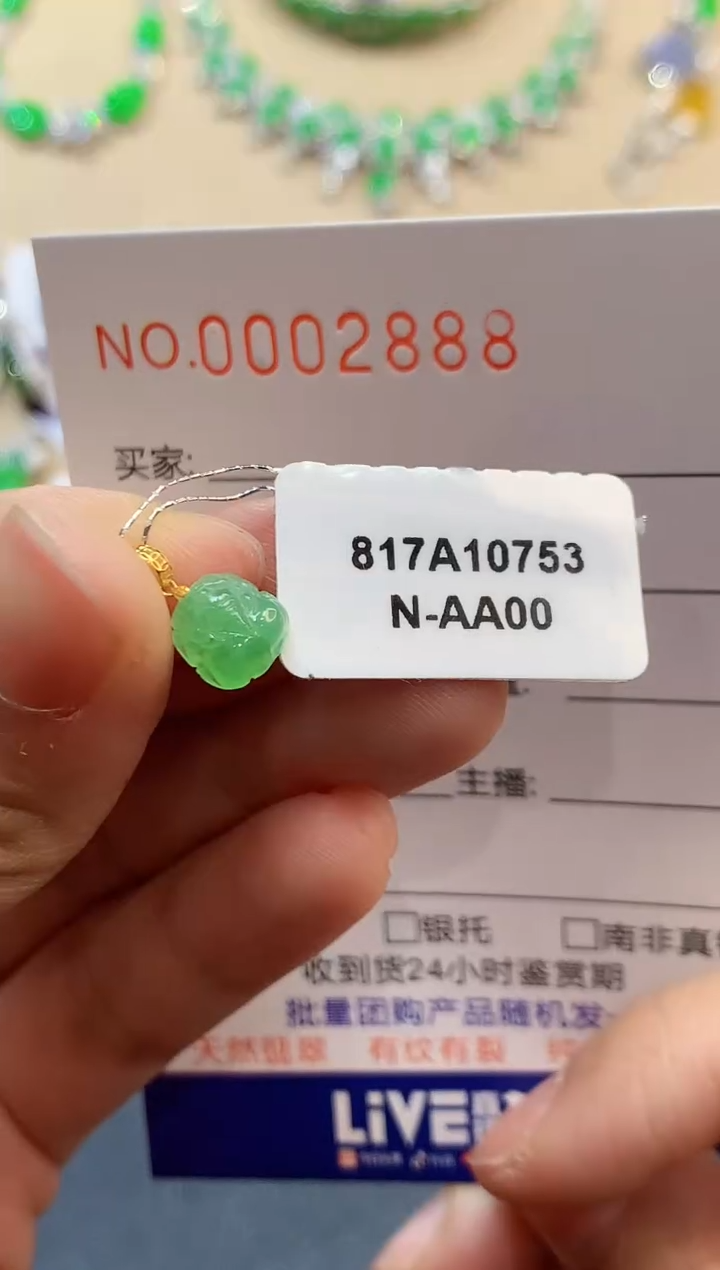 NO.0002888
买家:
817A10753
N-AA00
主播:
□银托 □南非真
收到货24小时鉴赏期
批量团购产品随机发
天然翡翠 有纹有裂
LiVE